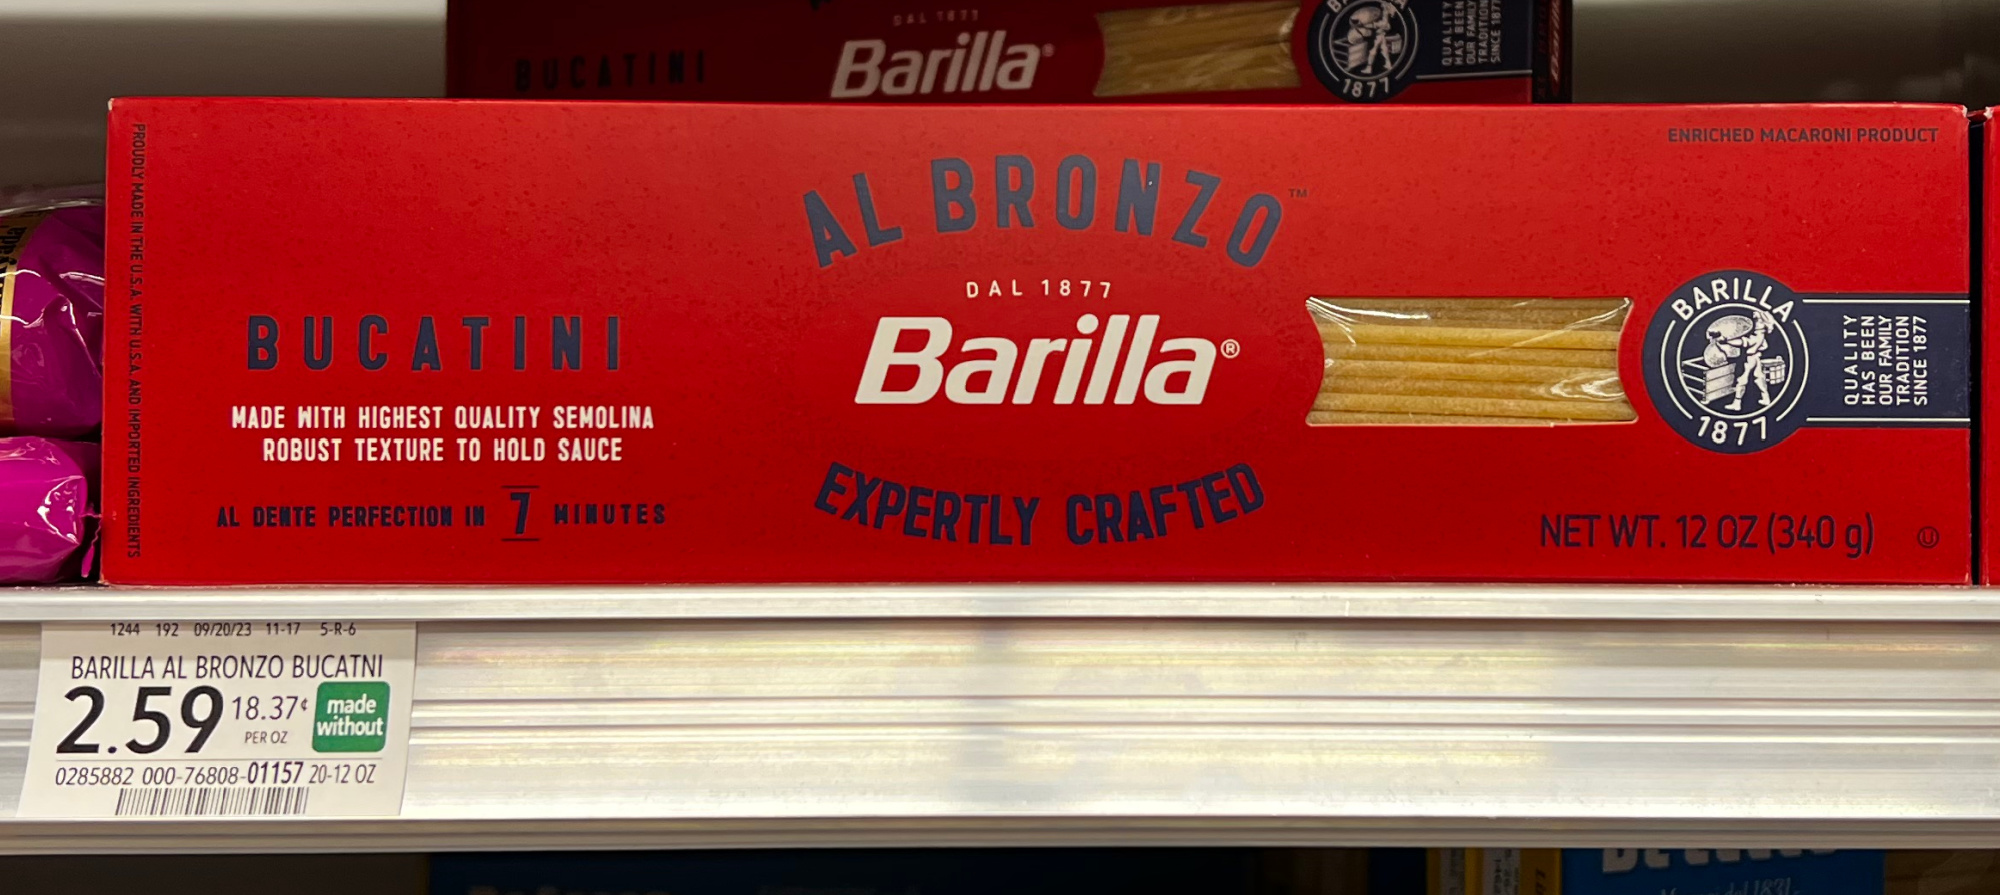 DAL 1877
BUCATINI
Barilla®
BARILLA
1877
QUALITY
HAS BEEN
OUR FAMILY
TRADITION
SINCE 1877
PROUDLY MADE IN THE U.S.A. WITH U.S.A. AND IMPORTED INGREDIENTS
ENRICHED MACARONI PRODUCT
AL BRONZO™
DAL 1877
Barilla®
EXPERTLY CRAFTED
BUCATINI
MADE WITH HIGHEST QUALITY SEMOLINA
ROBUST TEXTURE TO HOLD SAUCE
AL DENTE PERFECTION IN 7 MINUTES
BARILLA
1877
QUALITY
HAS BEEN
OUR FAMILY
TRADITION
SINCE 1877
NET WT. 12 OZ (340 g) U
1244 192 09/20/23 11-17 5-R-6
BARILLA AL BRONZO BUCATNI
2.59 18.37¢
PER OZ
made
without
0285882 000-76808-01157 20-12 OZ